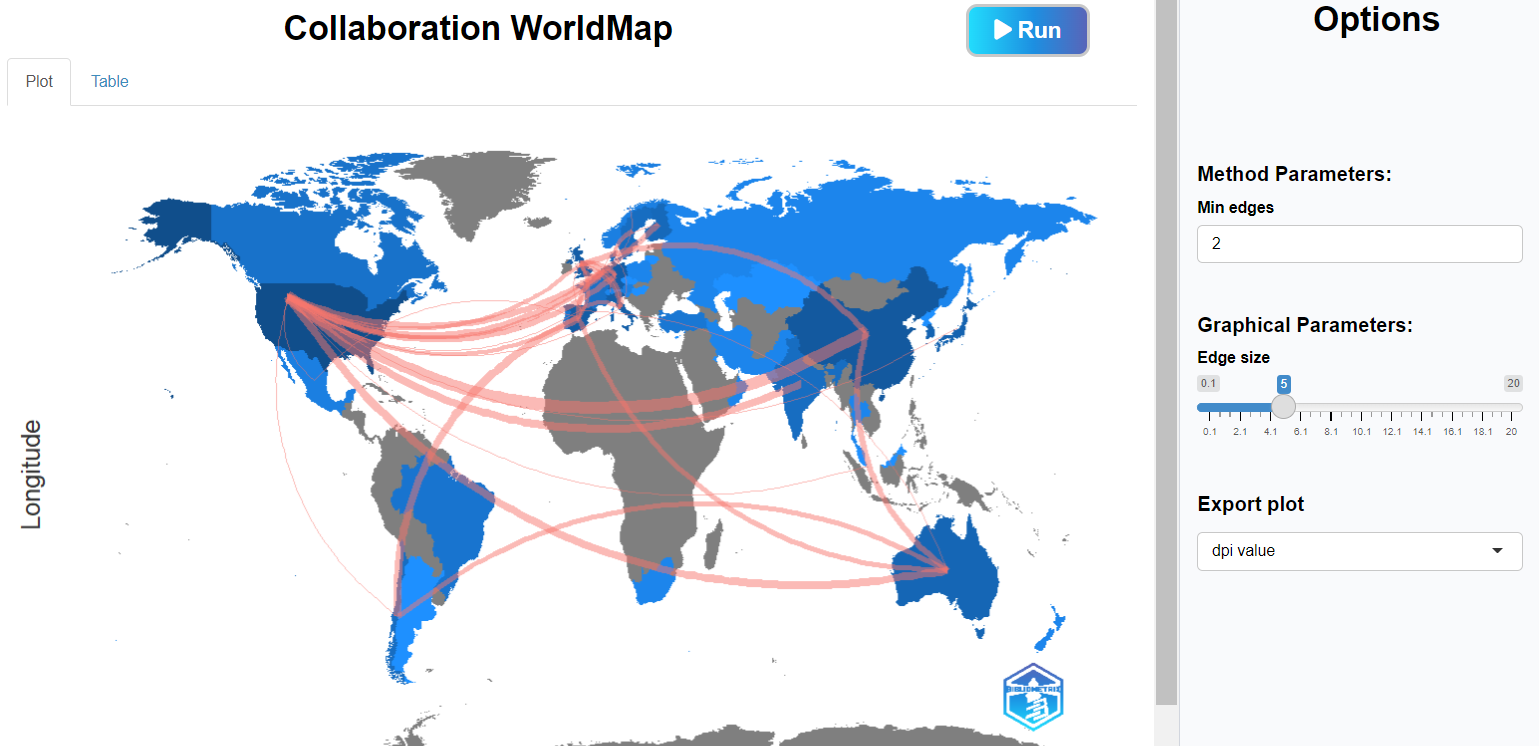 Collaboration WorldMap
Run
Options
Plot
Table
Method Parameters:
Min edges
2
Graphical Parameters:
Edge size
0.1
5
20
0.1 2.1 4.1 6.1 8.1 10.1 12.1 14.1 16.1 18.1 20
Longitude
Export plot
dpi value
BIBLIOMETRIX